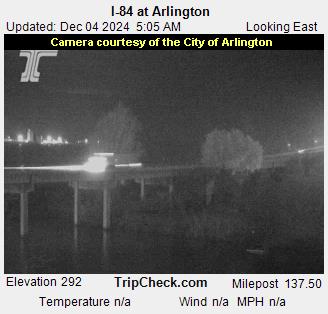 I-84 at Arlington
Updated: Dec 04 2024 5:05 AM Looking East
Camera courtesy of the City of Arlington
Elevation 292 TripCheck.com Milepost 137.50
Temperature n/a Wind n/a MPH n/a